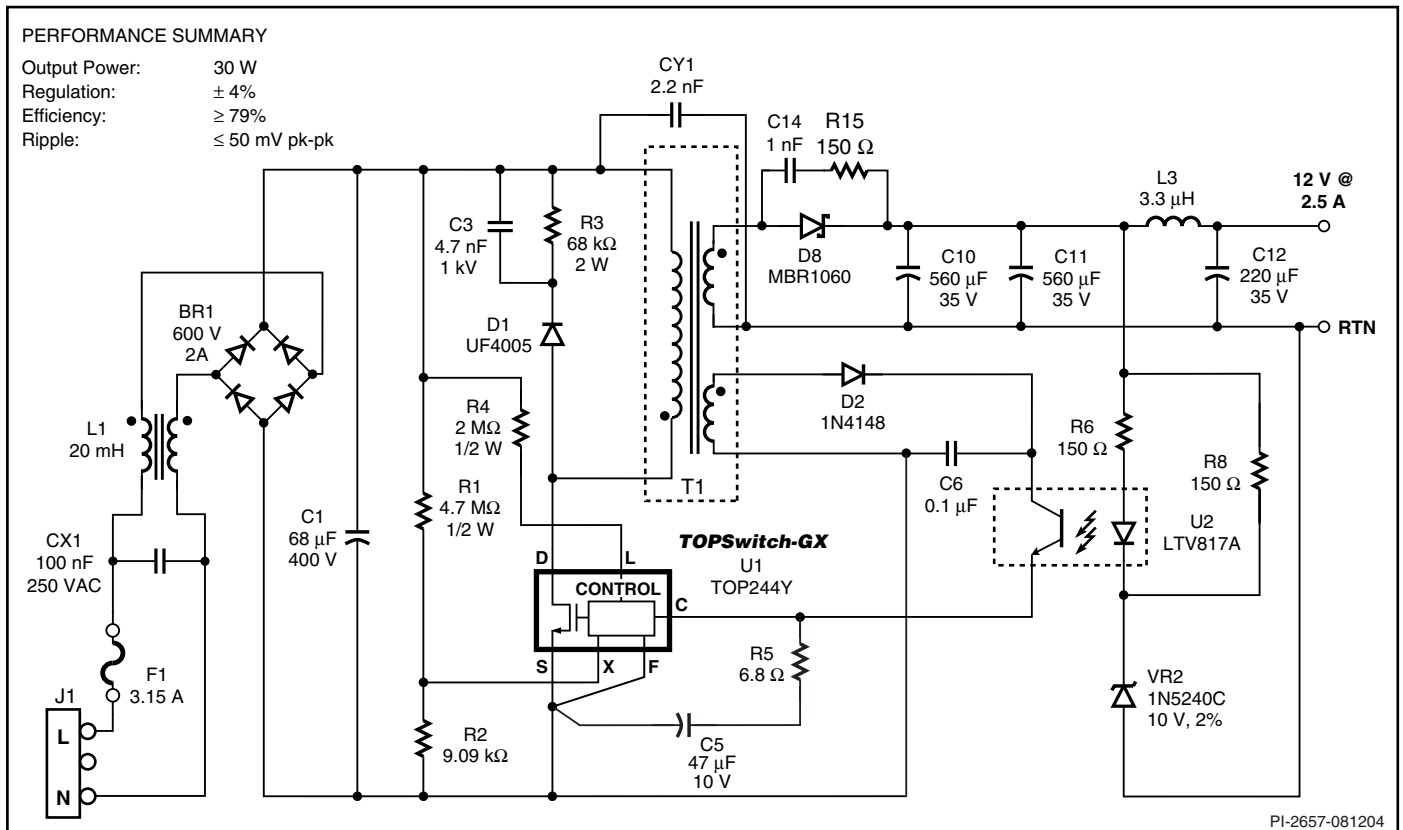 PERFORMANCE SUMMARY
Output Power: 30 W
Regulation: ± 4%
Efficiency: ≥ 79%
Ripple: ≤ 50 mV pk-pk
CY1
2.2 nF
C14
1 nF
R15
150 Ω
L3
3.3 µH
12 V @
2.5 A
C3
4.7 nF
1 kV
R3
68 kΩ
2 W
D8
MBR1060
C10
560 µF
35 V
C11
560 µF
35 V
C12
220 µF
35 V
BR1
600 V
2A
D1
UF4005
RTN
D2
1N4148
R4
2 MΩ
1/2 W
L1
20 mH
R6
150 Ω
R8
150 Ω
T1
C6
0.1 µF
R1
4.7 MΩ
1/2 W
C1
68 µF
400 V
U2
LTV817A
CX1
100 nF
250 VAC
TOPSwitch-GX
U1
TOP244Y
D
L
CONTROL
C
S
X
F
R5
6.8 Ω
F1
3.15 A
VR2
1N5240C
10 V, 2%
J1
L
N
R2
9.09 kΩ
C5
47 µF
10 V
PI-2657-081204